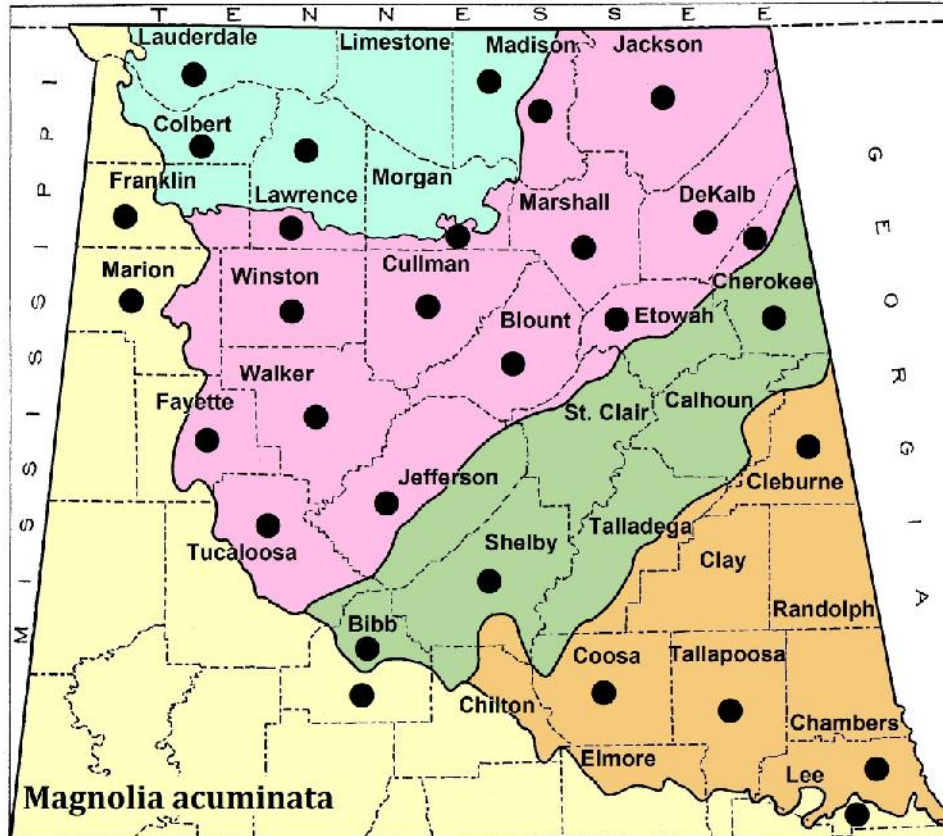 T E N N E S S E E
Lauderdale
Limestone
Madison
Jackson
Colbert
Franklin
Lawrence
Morgan
Marshall
DeKalb
Marion
Winston
Cullman
Cherokee
Blount
Etowah
Walker
Fayette
St. Clair
Calhoun
Jefferson
Cleburne
Tucaloosa
Shelby
Talladega
Clay
Randolph
Bibb
Coosa
Tallapoosa
Chilton
Chambers
Elmore
Lee
M I S S I S S I P P I
G E O R G I A
Magnolia acuminata